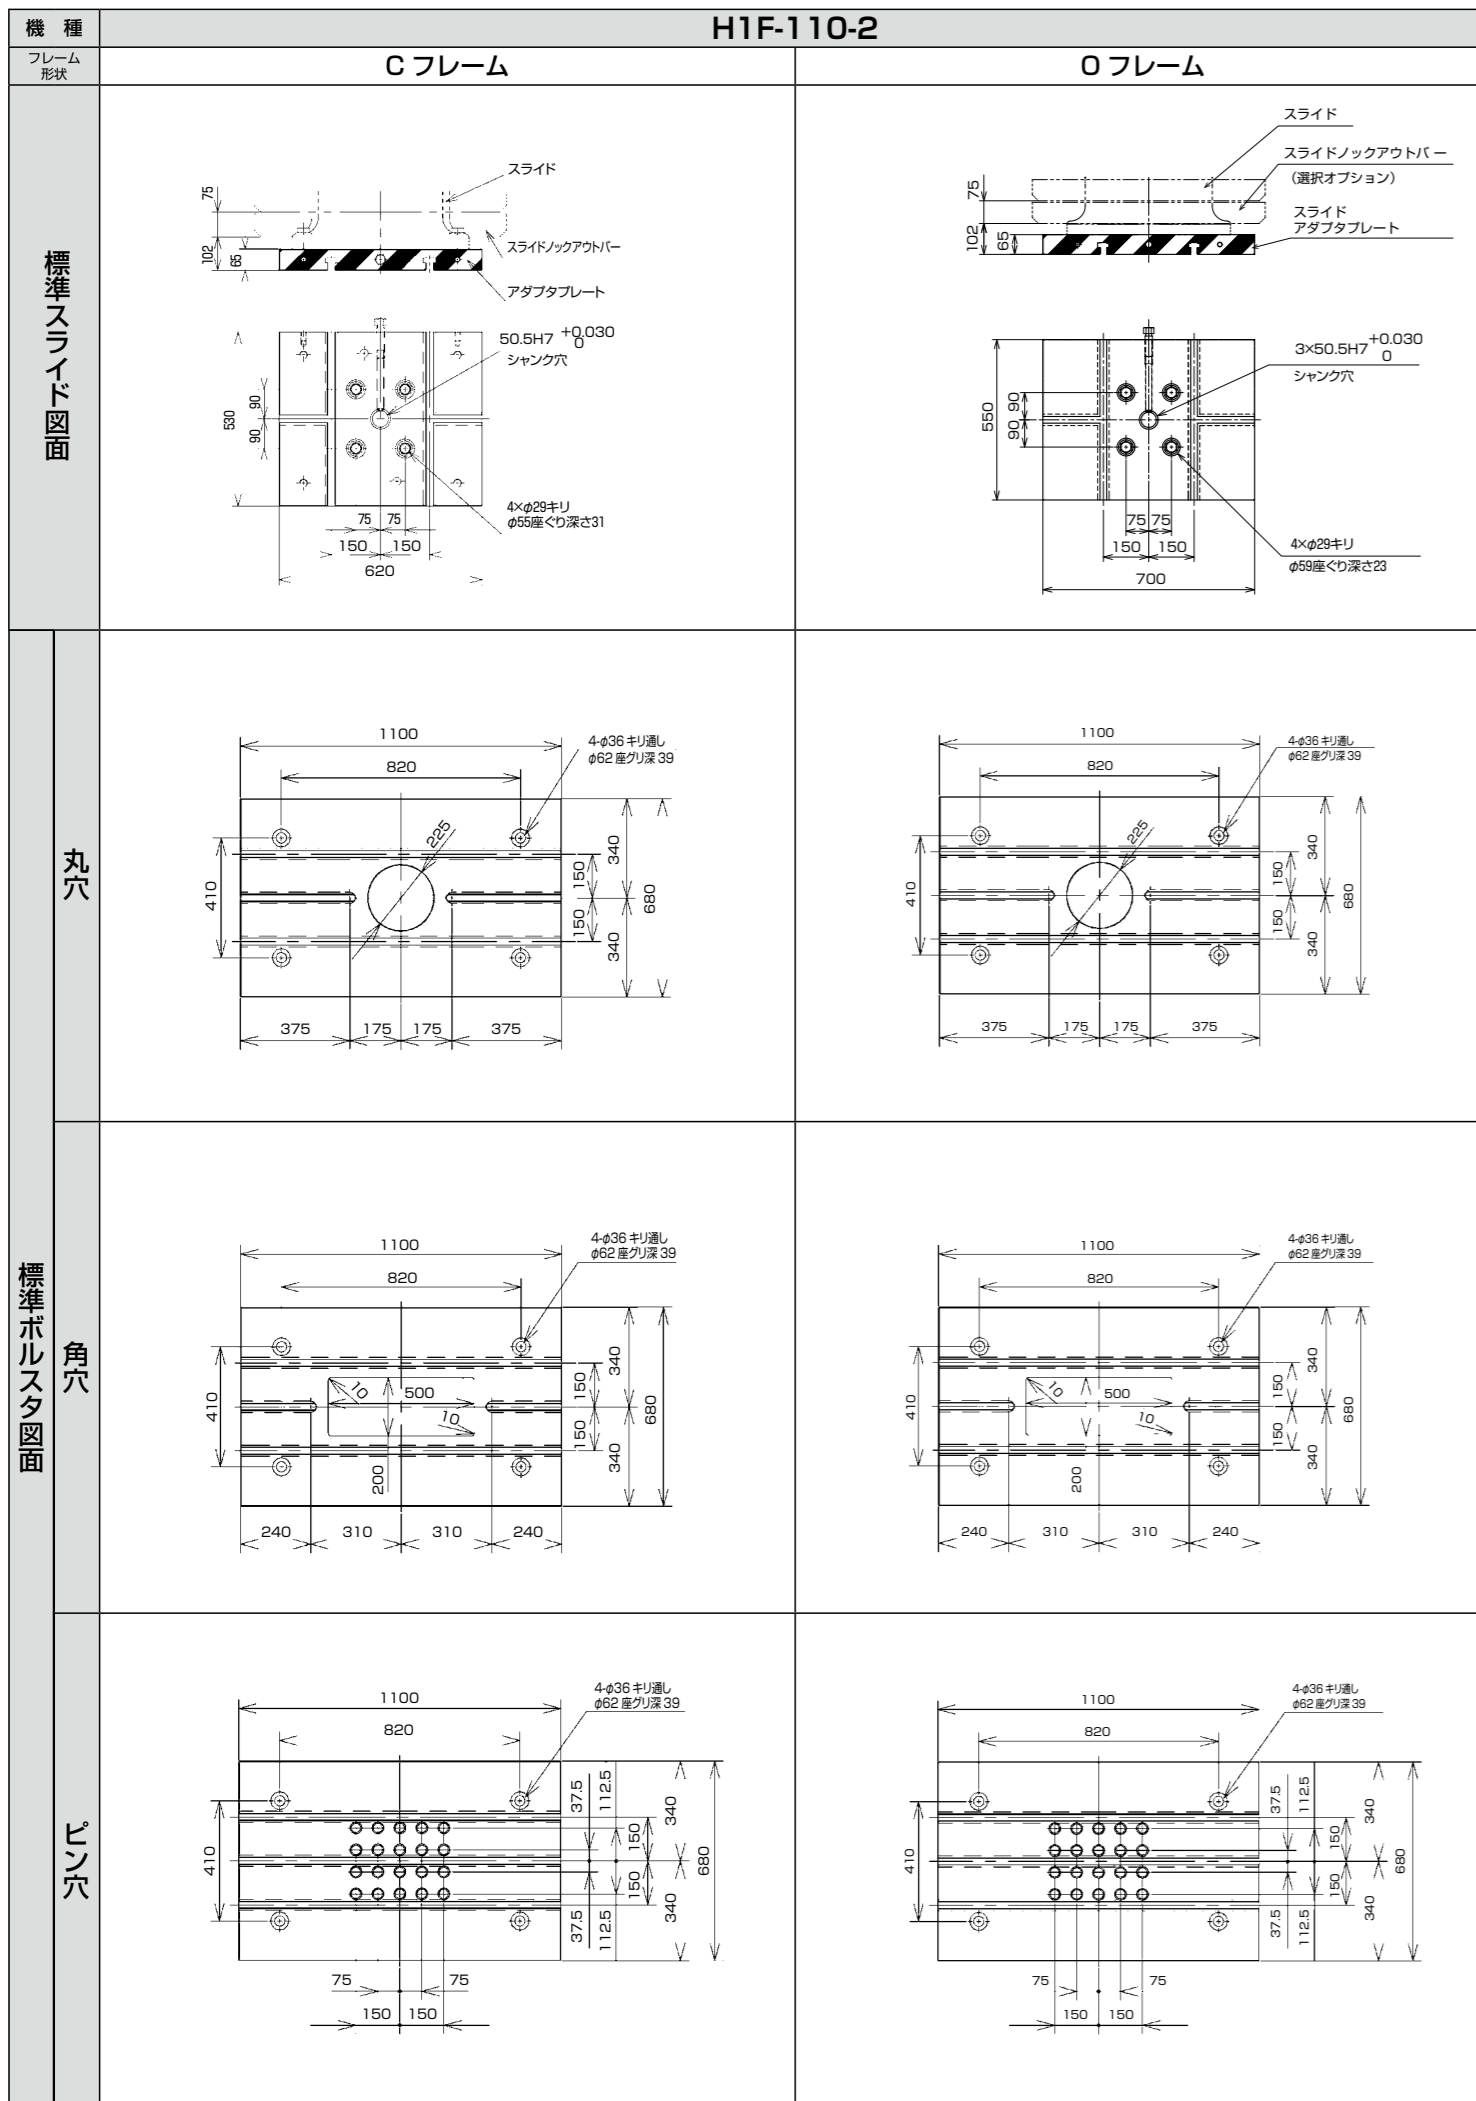 機 種
H1F-110-2
フレーム
形状
C フレーム
O フレーム
標準スライド図面
スライド
スライドノックアウトバー
アダプタプレート
75
102
65
50.5H7 +0.030
0
シャンク穴
530
90
90
4×φ29キリ
φ55座ぐり深さ31
75
75
150
150
620
スライド
スライドノックアウトバー
(選択オプション)
スライド
アダプタプレート
75
102
65
3×50.5H7 +0.030
0
シャンク穴
550
90
90
75
75
150
150
4×φ29キリ
φ59座ぐり深さ23
700
標準ボルスタ図面
丸穴
1100
820
4-φ36 キリ通し
φ62 座グリ深 39
225
410
150
150
340
340
680
375
175
175
375
1100
820
4-φ36 キリ通し
φ62 座グリ深 39
225
410
150
150
340
340
680
375
175
175
375
角穴
1100
820
4-φ36 キリ通し
φ62 座グリ深 39
10
500
10
200
410
150
150
340
340
680
240
310
310
240
1100
820
4-φ36 キリ通し
φ62 座グリ深 39
10
500
10
200
410
150
150
340
340
680
240
310
310
240
ピン穴
1100
820
4-φ36 キリ通し
φ62 座グリ深 39
410
37.5
112.5
150
340
680
37.5
112.5
150
340
75
75
150
150
1100
820
4-φ36 キリ通し
φ62 座グリ深 39
410
37.5
112.5
150
340
680
37.5
112.5
150
340
75
75
150
150